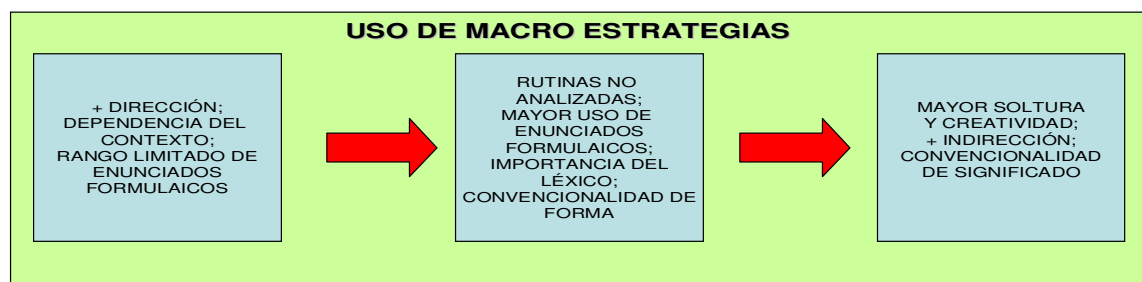 USO DE MACRO ESTRATEGIAS
+ DIRECCIÓN;
DEPENDENCIA DEL
CONTEXTO;
RANGO LIMITADO DE
ENUNCIADOS
FORMULAICOS
RUTINAS NO
ANALIZADAS;
MAYOR USO DE
ENUNCIADOS
FORMULAICOS;
IMPORTANCIA DEL
LÉXICO;
CONVENCIONALIDAD DE
FORMA
MAYOR SOLTURA
Y CREATIVIDAD;
+ INDIRECCIÓN;
CONVENCIONALIDAD
DE SIGNIFICADO